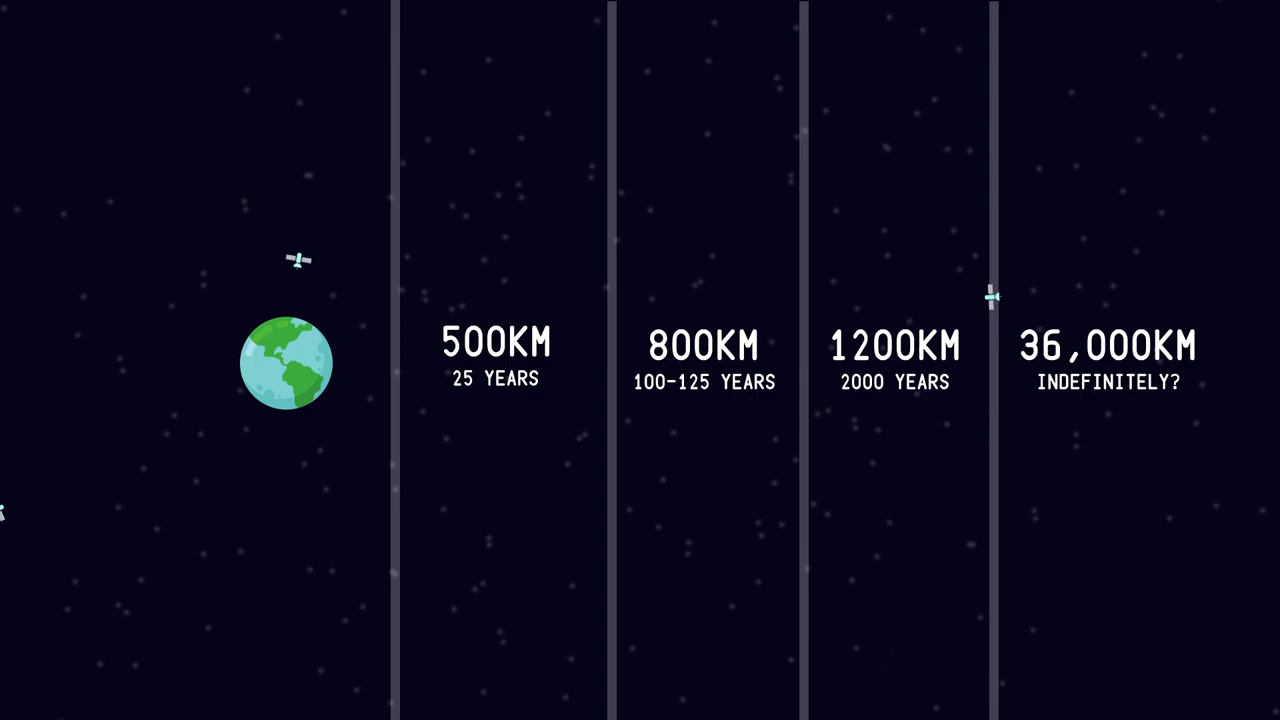 500KM
25 YEARS
800KM
100-125 YEARS
1200KM
2000 YEARS
36,000KM
INDEFINITELY?